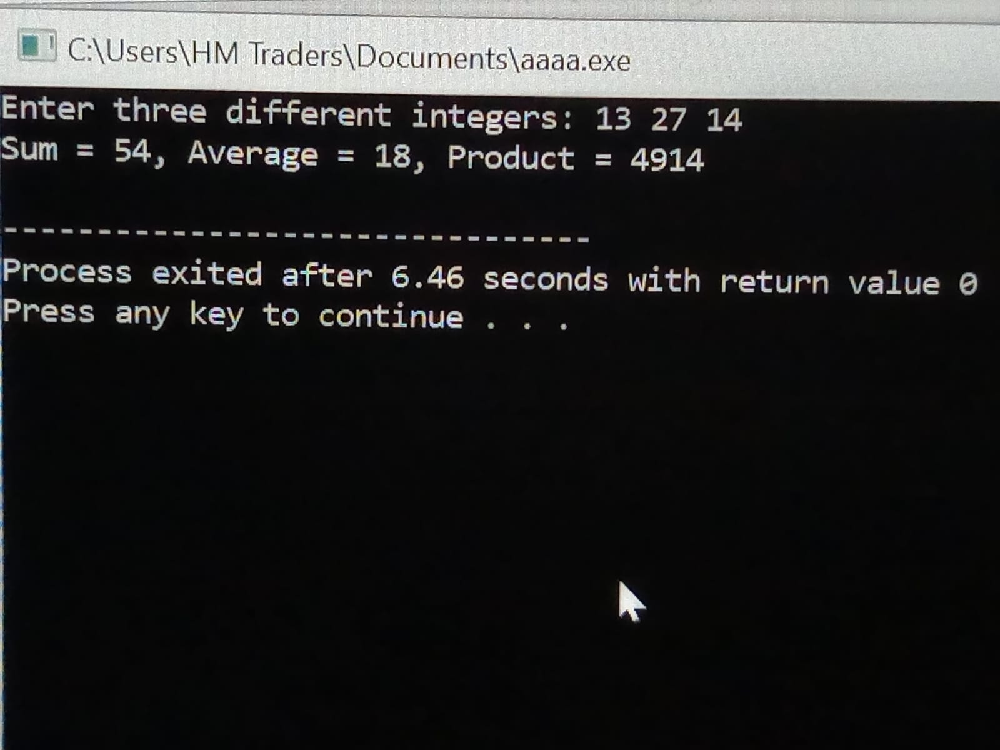 C:\Users\HM Traders\Documents\aaaa.exe
Enter three different integers: 13 27 14
Sum = 54, Average = 18, Product = 4914
--------------------------------
Process exited after 6.46 seconds with return value 0
Press any key to continue . . .